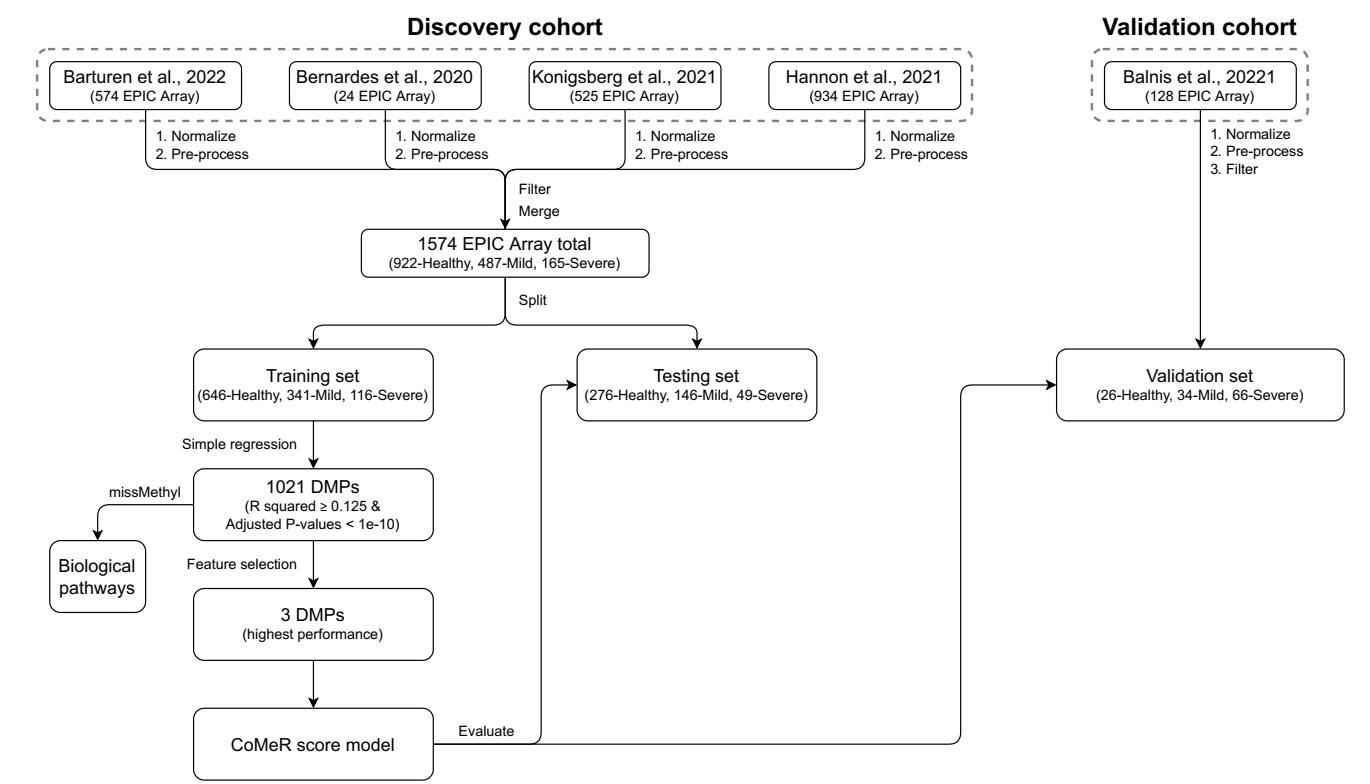 Discovery cohort
Validation cohort
Barturen et al., 2022
(574 EPIC Array)
Bernardes et al., 2020
(24 EPIC Array)
Konigsberg et al., 2021
(525 EPIC Array)
Hannon et al., 2021
(934 EPIC Array)
Balnis et al., 20221
(128 EPIC Array)
1. Normalize
2. Pre-process
1. Normalize
2. Pre-process
1. Normalize
2. Pre-process
1. Normalize
2. Pre-process
1. Normalize
2. Pre-process
3. Filter
Filter
Merge
1574 EPIC Array total
(922-Healthy, 487-Mild, 165-Severe)
Split
Training set
(646-Healthy, 341-Mild, 116-Severe)
Testing set
(276-Healthy, 146-Mild, 49-Severe)
Validation set
(26-Healthy, 34-Mild, 66-Severe)
Simple regression
1021 DMPs
(R squared ≥ 0.125 &
Adjusted P-values < 1e-10)
missMethyl
Biological
pathways
Feature selection
3 DMPs
(highest performance)
CoMeR score model
Evaluate